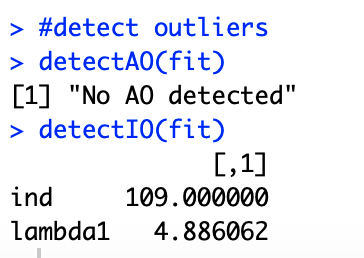 > #detect outliers
> detectAO(fit)
[1] "No AO detected"
> detectIO(fit)
[,1]
ind 109.000000
lambda1 4.886062